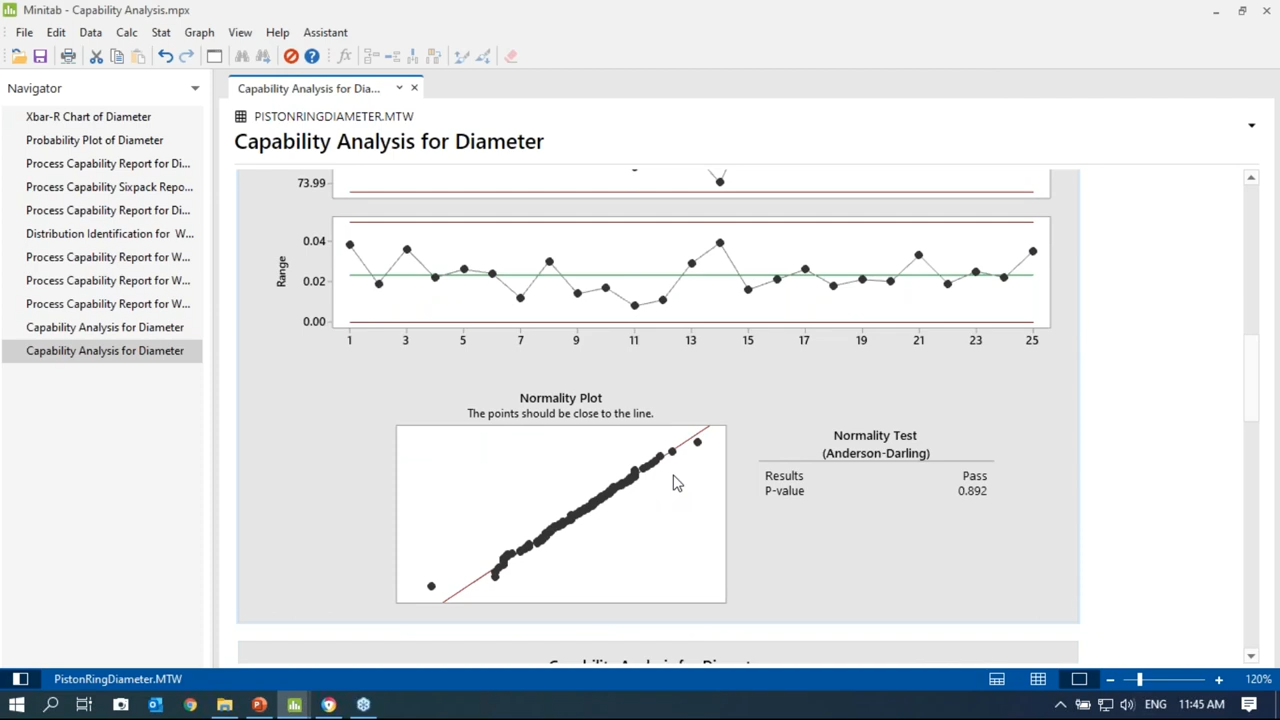 Minitab - Capability Analysis.mpx
File Edit Data Calc Stat Graph View Help Assistant
Navigator
Xbar-R Chart of Diameter
Probability Plot of Diameter
Process Capability Report for Di...
Process Capability Sixpack Repo...
Process Capability Report for Di...
Distribution Identification for W...
Process Capability Report for W...
Process Capability Report for W...
Process Capability Report for W...
Capability Analysis for Diameter
Capability Analysis for Diameter
Capability Analysis for Dia...
PISTONRINGDIAMETER.MTW
Capability Analysis for Diameter
73.99
0.04
0.02
0.00
Range
1 3 5 7 9 11 13 15 17 19 21 23 25
Normality Plot
The points should be close to the line.
Normality Test
(Anderson-Darling)
Results Pass
P-value 0.892
PistonRingDiameter.MTW
120%
ENG 11:45 AM